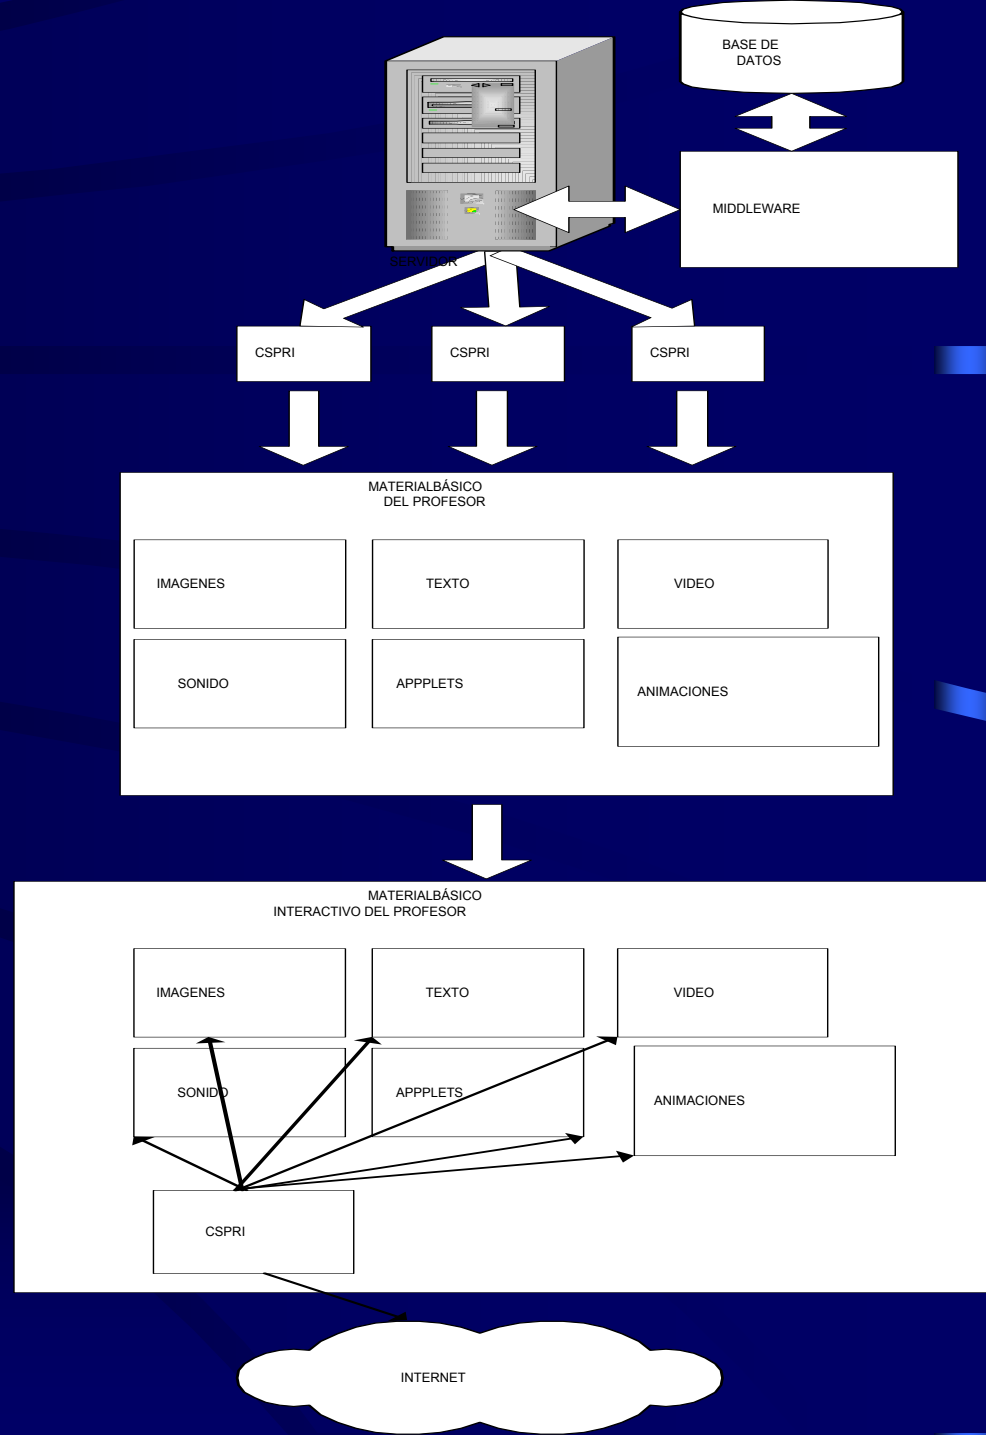 BASE DE
DATOS
MIDDLEWARE
SERVIDOR
CSPRI
CSPRI
CSPRI
MATERIALBÁSICO
DEL PROFESOR
IMAGENES
TEXTO
VIDEO
SONIDO
APPPLETS
ANIMACIONES
MATERIALBÁSICO
INTERACTIVO DEL PROFESOR
IMAGENES
TEXTO
VIDEO
SONIDO
APPPLETS
ANIMACIONES
CSPRI
INTERNET